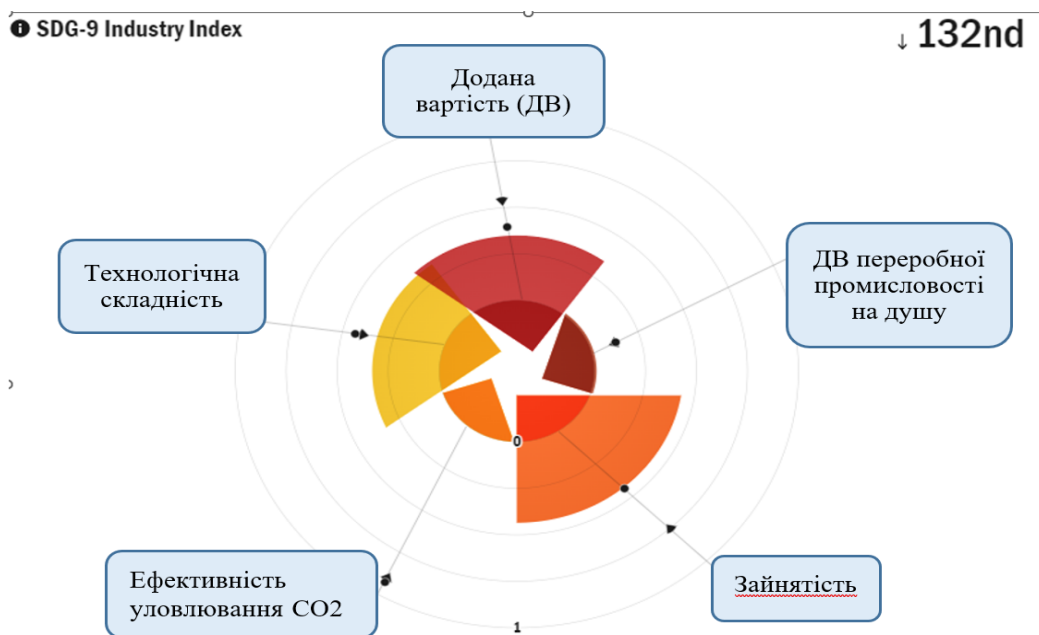 SDG-9 Industry Index
↓ 132nd
Додана
вартість (ДВ)
Технологічна
складність
ДВ переробної
промисловості
на душу
0
Ефективність
уловлювання СО2
Зайнятість
1